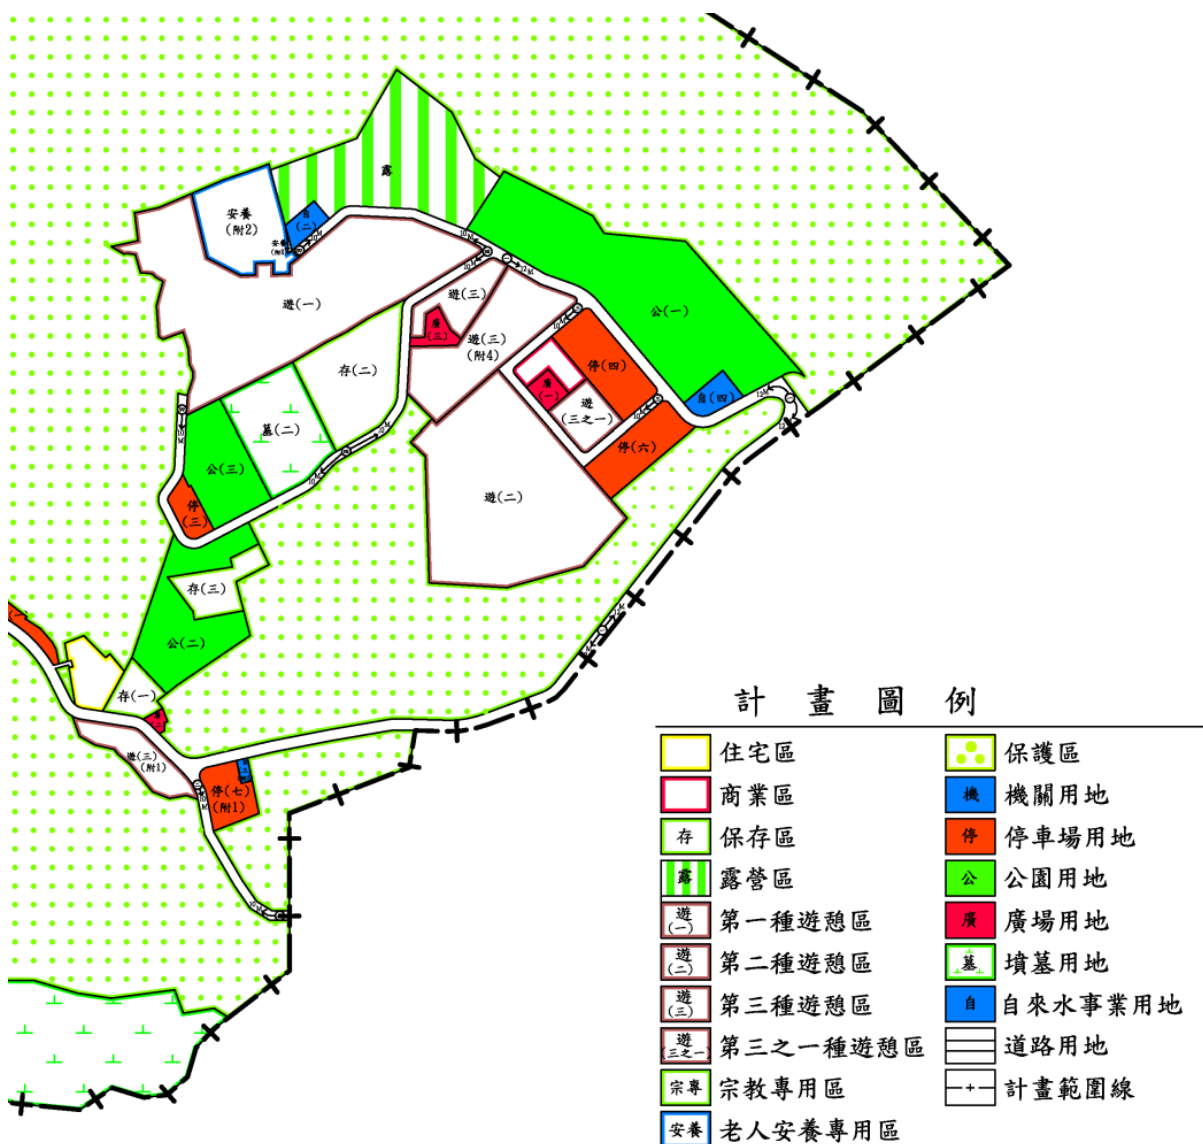 露
安養
(附2)
自
(二)
安養
遊(一)
遊(三)
廣
(三)
遊(三)
(附4)
公(一)
存(二)
停(四)
廣
(一)
遊
(三之一)
自(四)
停(六)
墓(二)
公(三)
停
(三)
遊(二)
存(三)
公(二)
存(一)
遊(三)
(附1)
停(七)
(附1)
計畫圖例
住宅區
商業區
存 保存區
露 露營區
遊(一) 第一種遊憩區
遊(二) 第二種遊憩區
遊(三) 第三種遊憩區
遊(三之一) 第三之一種遊憩區
宗專 宗教專用區
安養 老人安養專用區
保護區
機 機關用地
停 停車場用地
公 公園用地
廣 廣場用地
墓 墳墓用地
自 自來水事業用地
道路用地
計畫範圍線